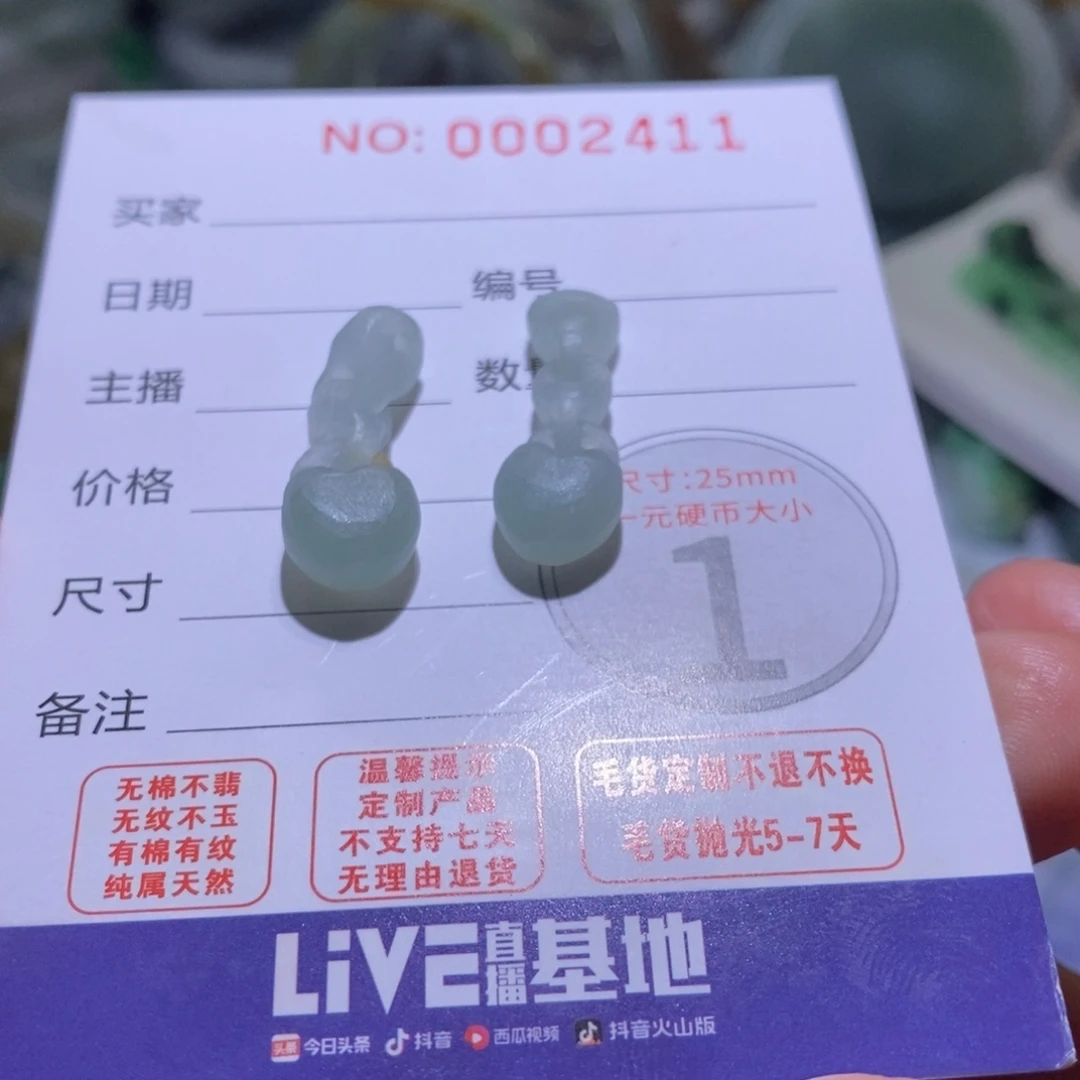 NO: 0002411
买家
日期
编号
主播
数
价格
尺寸:25mm
一元硬币大小
1
尺寸
备注
无棉不翡
无纹不玉
有棉有纹
纯属天然
温馨提示
定制产品
不支持七天
无理由退货
毛货定制不退不换
毛货抛光5-7天
LiVE直播基地
头条 今日头条 抖音 西瓜视频 抖音火山版